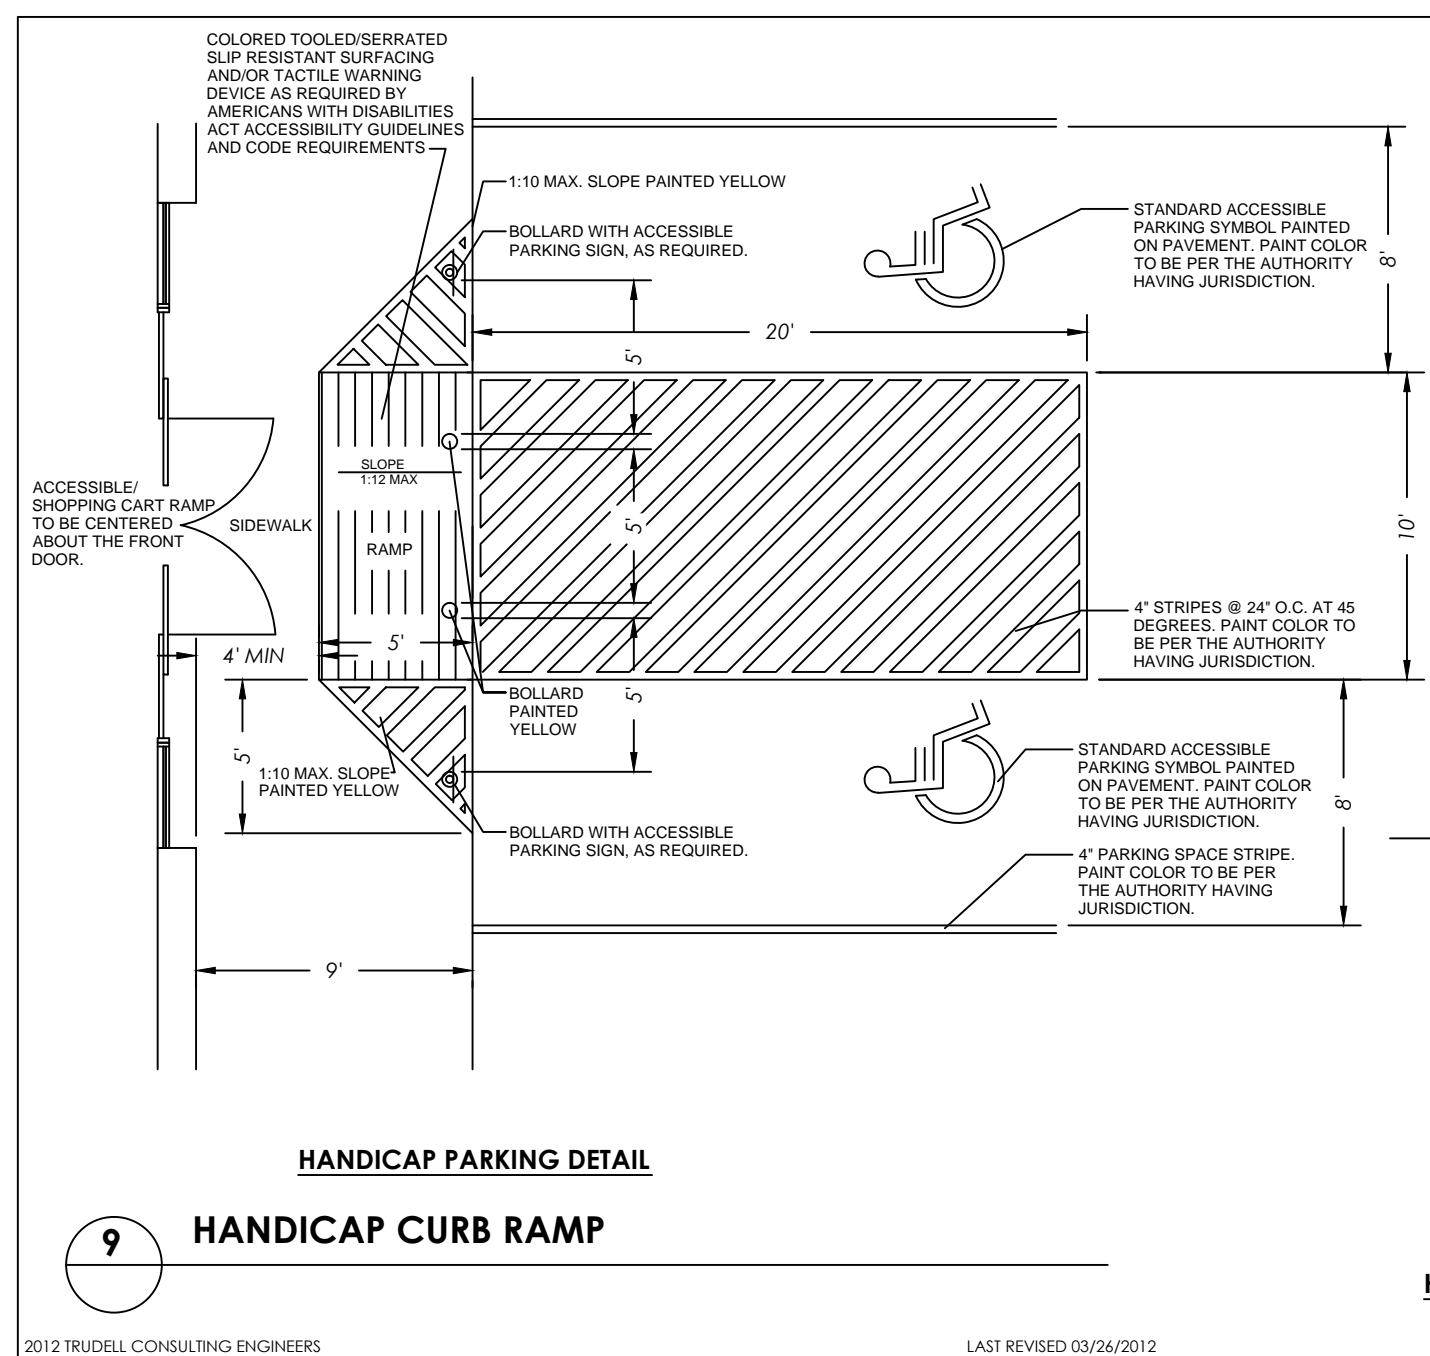 COLORED TOOLED/SERRATED
SLIP RESISTANT SURFACING
AND/OR TACTILE WARNING
DEVICE AS REQUIRED BY
AMERICANS WITH DISABILITIES
ACT ACCESSIBILITY GUIDELINES
AND CODE REQUIREMENTS
1:10 MAX. SLOPE PAINTED YELLOW
BOLLARD WITH ACCESSIBLE
PARKING SIGN, AS REQUIRED.
STANDARD ACCESSIBLE
PARKING SYMBOL PAINTED
ON PAVEMENT. PAINT COLOR
TO BE PER THE AUTHORITY
HAVING JURISDICTION.
8'
20'
5'
SLOPE
1:12 MAX
ACCESSIBLE/
SHOPPING CART RAMP
TO BE CENTERED
ABOUT THE FRONT
DOOR.
SIDEWALK
RAMP
5'
10'
4" STRIPES @ 24" O.C. AT 45
DEGREES. PAINT COLOR TO
BE PER THE AUTHORITY
HAVING JURISDICTION.
4' MIN
5'
5'
BOLLARD
PAINTED
YELLOW
5'
1:10 MAX. SLOPE
PAINTED YELLOW
STANDARD ACCESSIBLE
PARKING SYMBOL PAINTED
ON PAVEMENT. PAINT COLOR
TO BE PER THE AUTHORITY
HAVING JURISDICTION.
8'
BOLLARD WITH ACCESSIBLE
PARKING SIGN, AS REQUIRED.
4" PARKING SPACE STRIPE.
PAINT COLOR TO BE PER
THE AUTHORITY HAVING
JURISDICTION.
9'
HANDICAP PARKING DETAIL
9
HANDICAP CURB RAMP
2012 TRUDELL CONSULTING ENGINEERS
LAST REVISED 03/26/2012